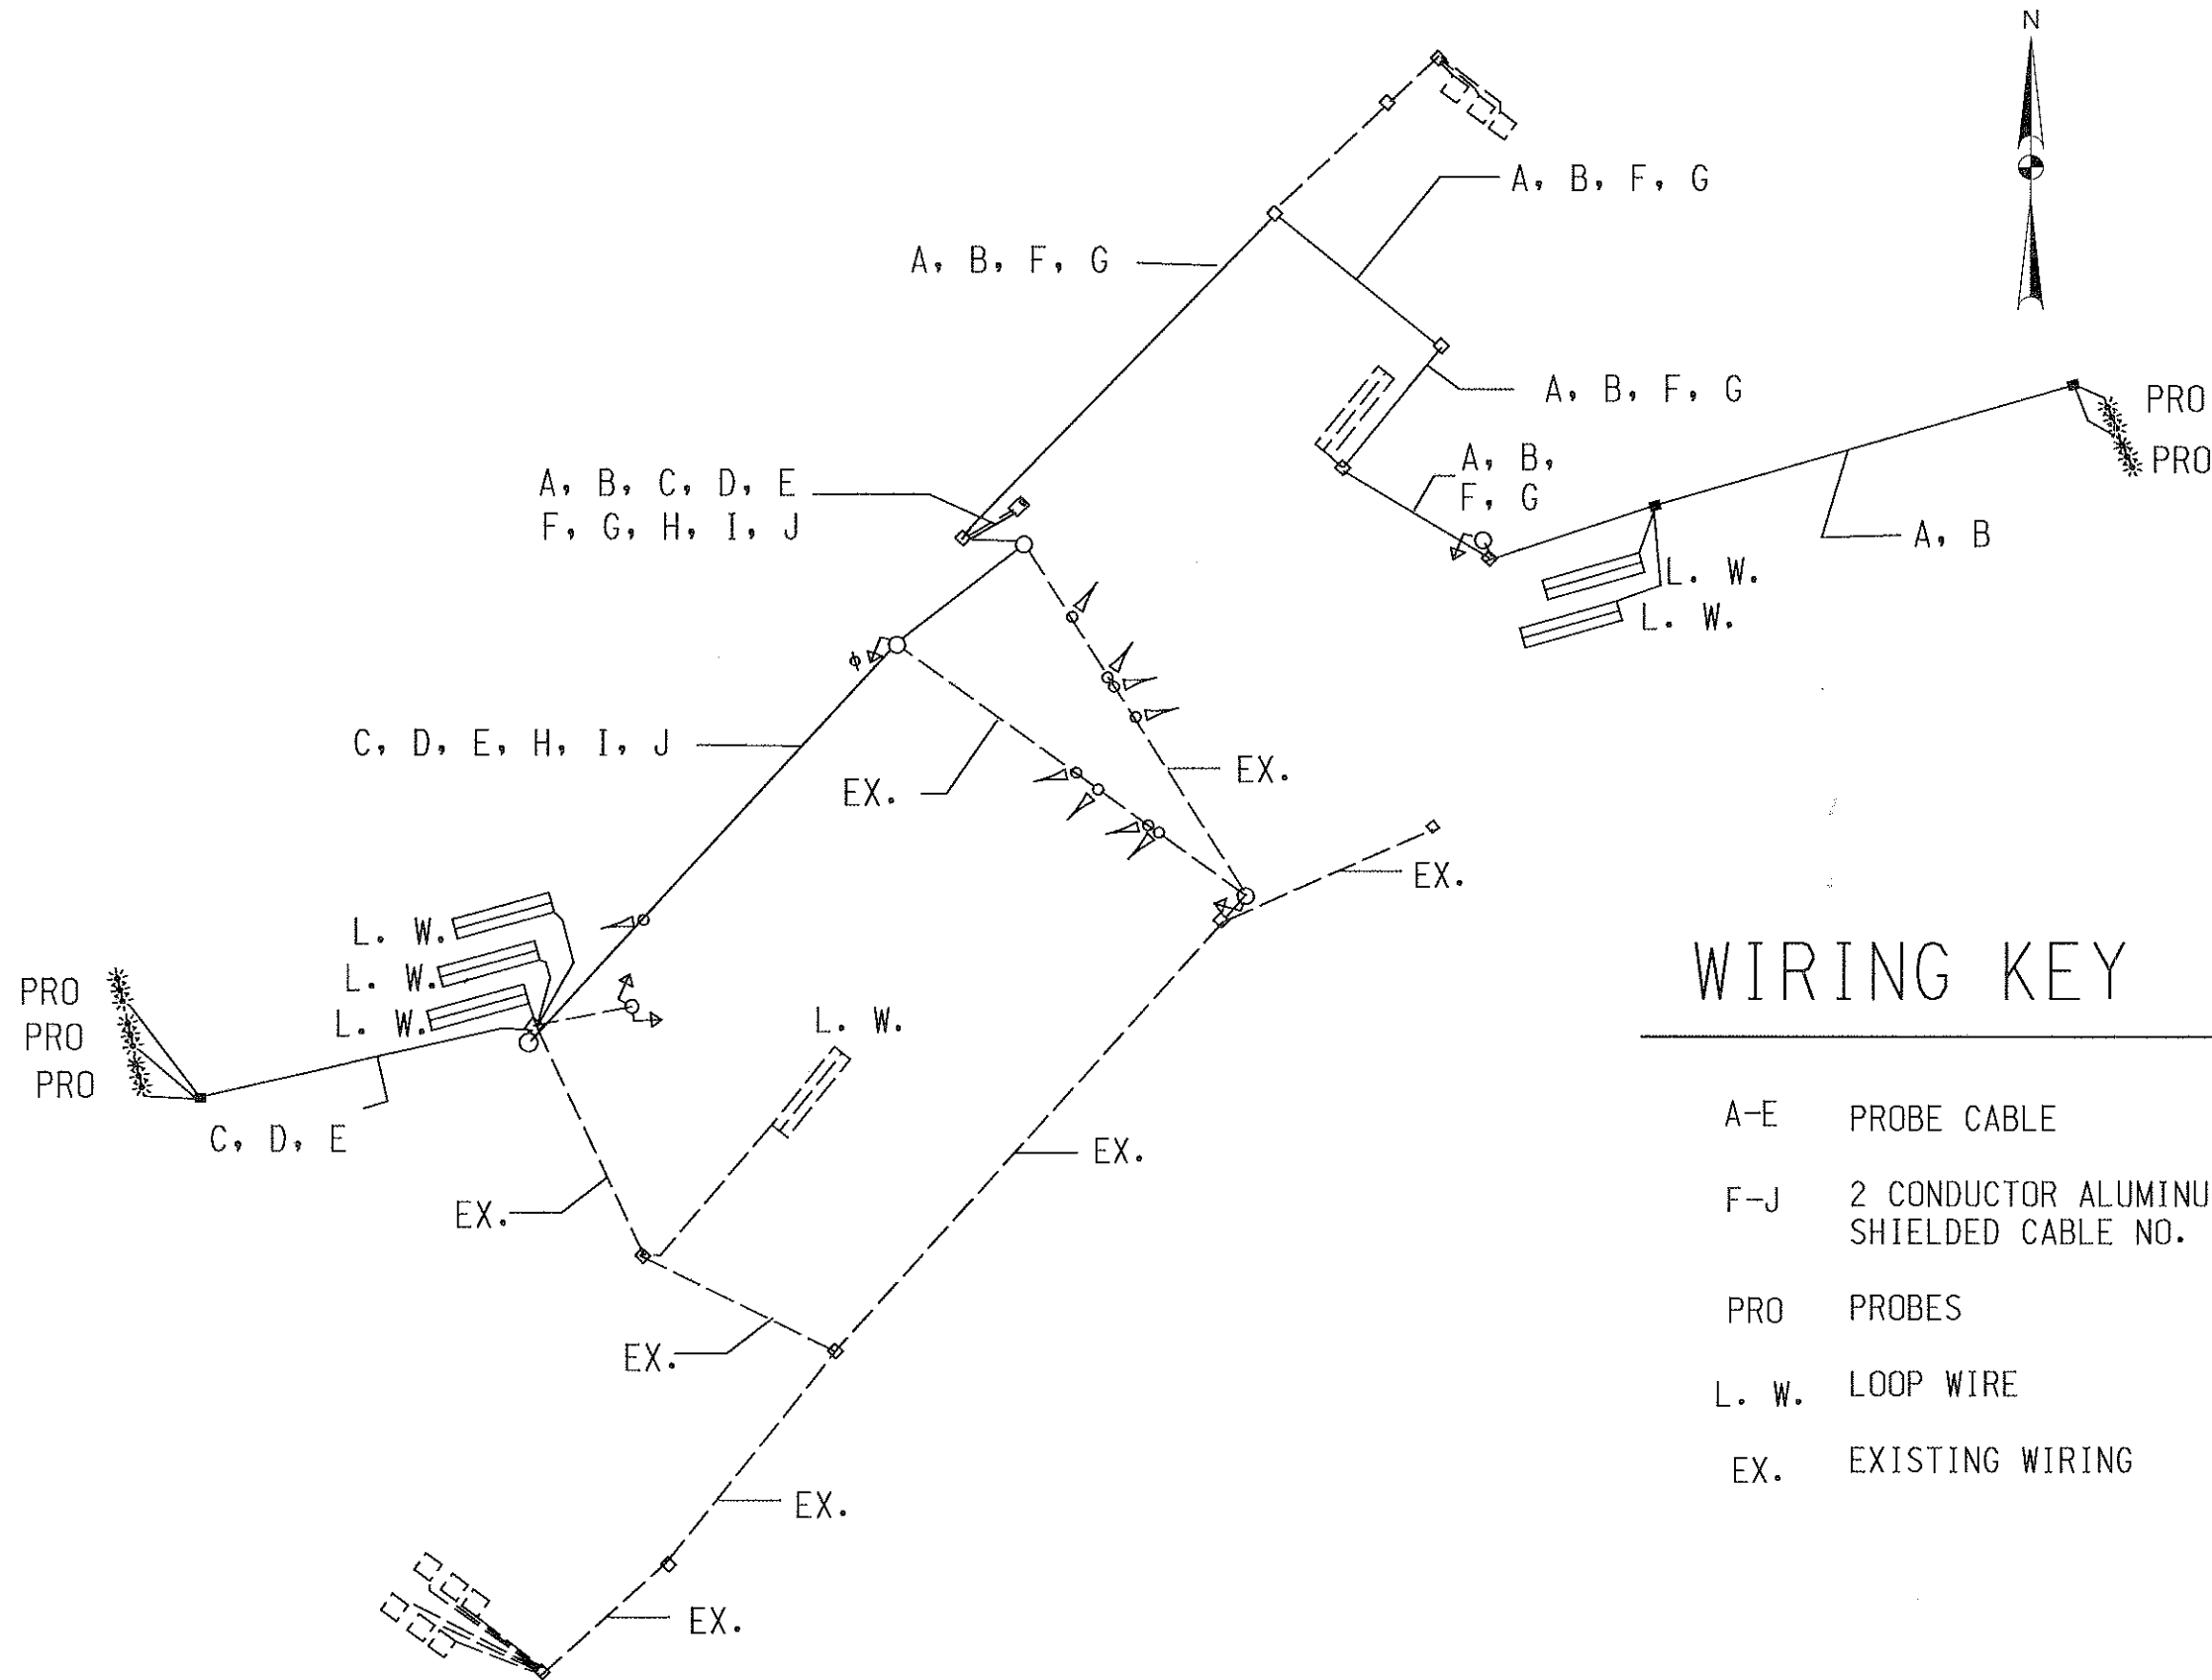 N
A, B, F, G
A, B, F, G
PRO
A, B, F, G
PRO
A, B,
F, G
A, B, C, D, E
F, G, H, I, J
A, B
L. W.
L. W.
C, D, E, H, I, J
EX.
EX.
EX.
L. W.
L. W.
L. W.
PRO
PRO
PRO
L. W.
C, D, E
EX.
EX.
EX.
EX.
EX.
WIRING KEY
A-E PROBE CABLE
F-J 2 CONDUCTOR ALUMINU
SHIELDED CABLE NO.
PRO PROBES
L. W. LOOP WIRE
EX. EXISTING WIRING